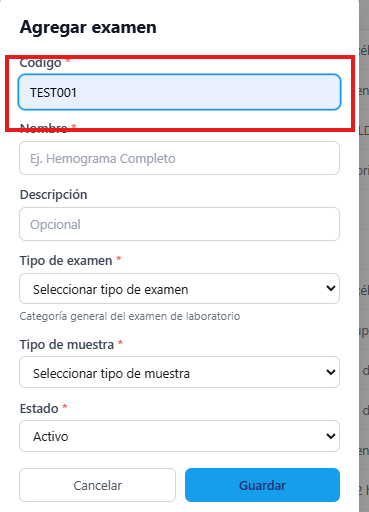 Agregar examen
Código *
TEST001
Nombre *
Ej. Hemograma Completo
Descripción
Opcional
Tipo de examen *
Seleccionar tipo de examen
Categoría general del examen de laboratorio
Tipo de muestra *
Seleccionar tipo de muestra
Estado *
Activo
Cancelar
Guardar